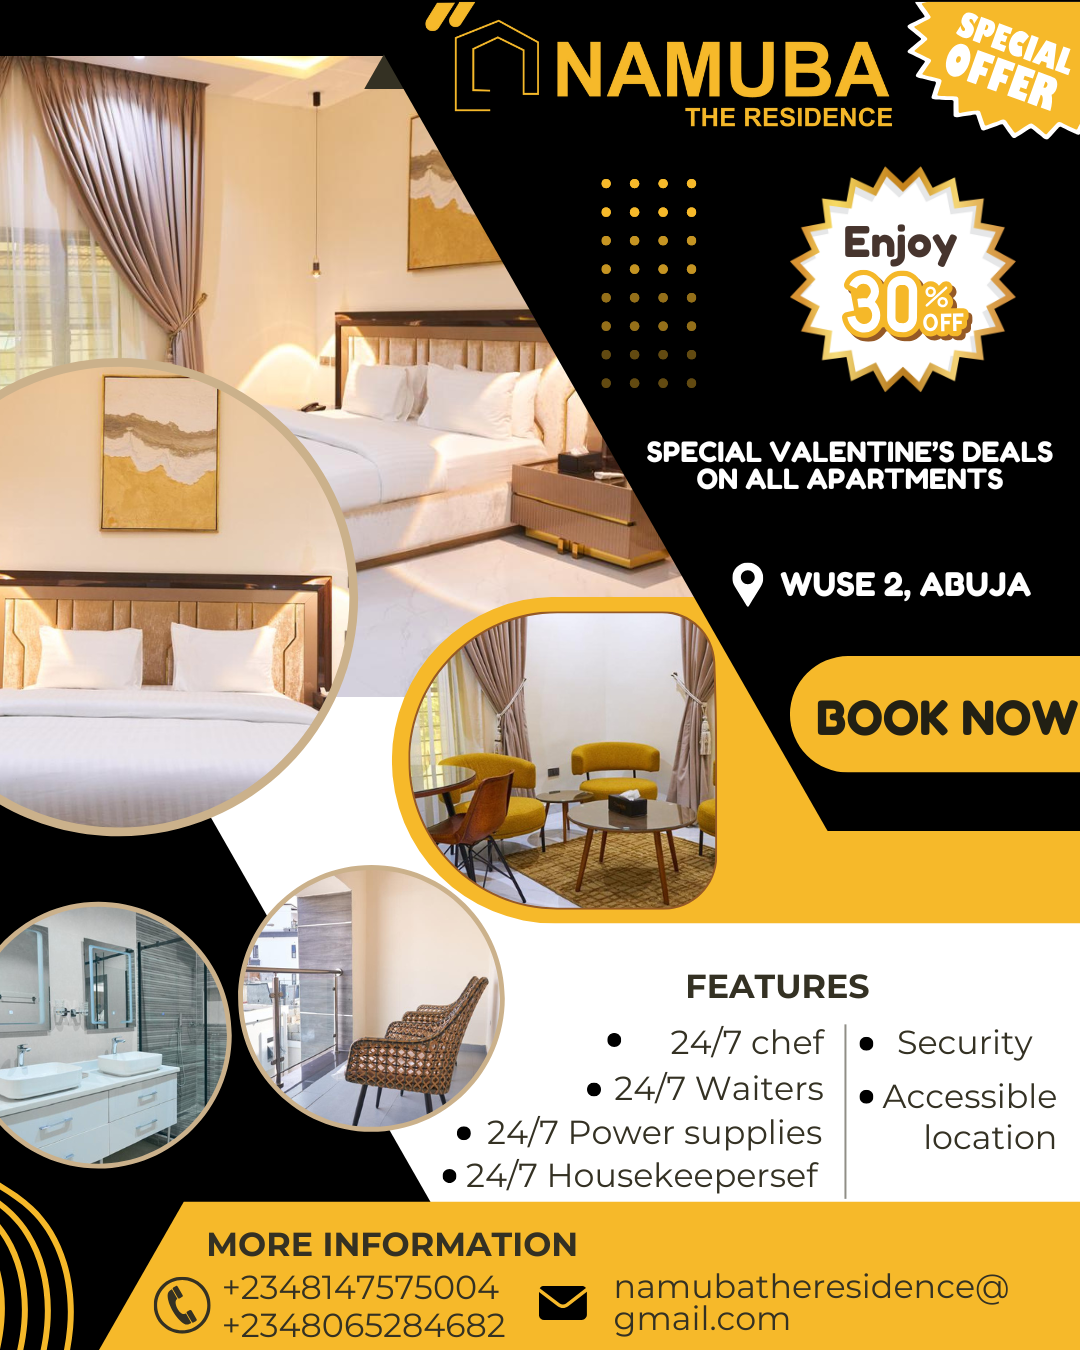 NAMUBA
THE RESIDENCE
SPECIAL
OFFER
Enjoy
30%
OFF
SPECIAL VALENTINE’S DEALS
ON ALL APARTMENTS
WUSE 2, ABUJA
BOOK NOW
FEATURES
24/7 chef
24/7 Waiters
24/7 Power supplies
24/7 Housekeepersef
Security
Accessible
location
MORE INFORMATION
+2348147575004
+2348065284682
namubatheresidence@
gmail.com